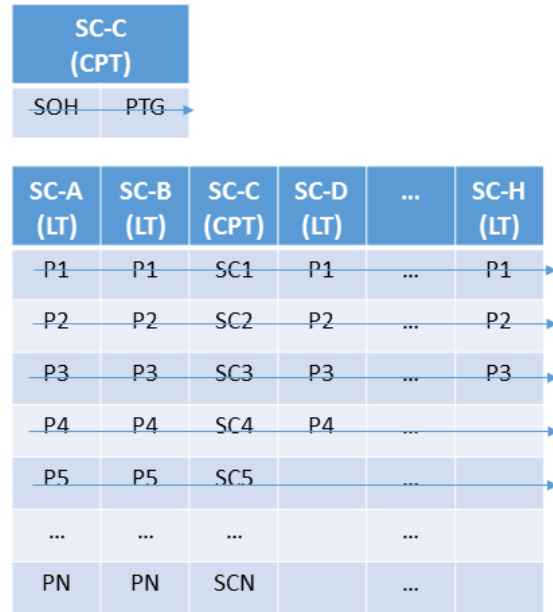 SC-C
(CPT)
SOH PTG
SC-A SC-B SC-C SC-D ... SC-H
(LT) (LT) (CPT) (LT) (LT)
P1 P1 SC1 P1 ... P1
P2 P2 SC2 P2 ... P2
P3 P3 SC3 P3 ... P3
P4 P4 SC4 P4 ...
P5 P5 SC5 ...
... ... ... ...
PN PN SCN ...